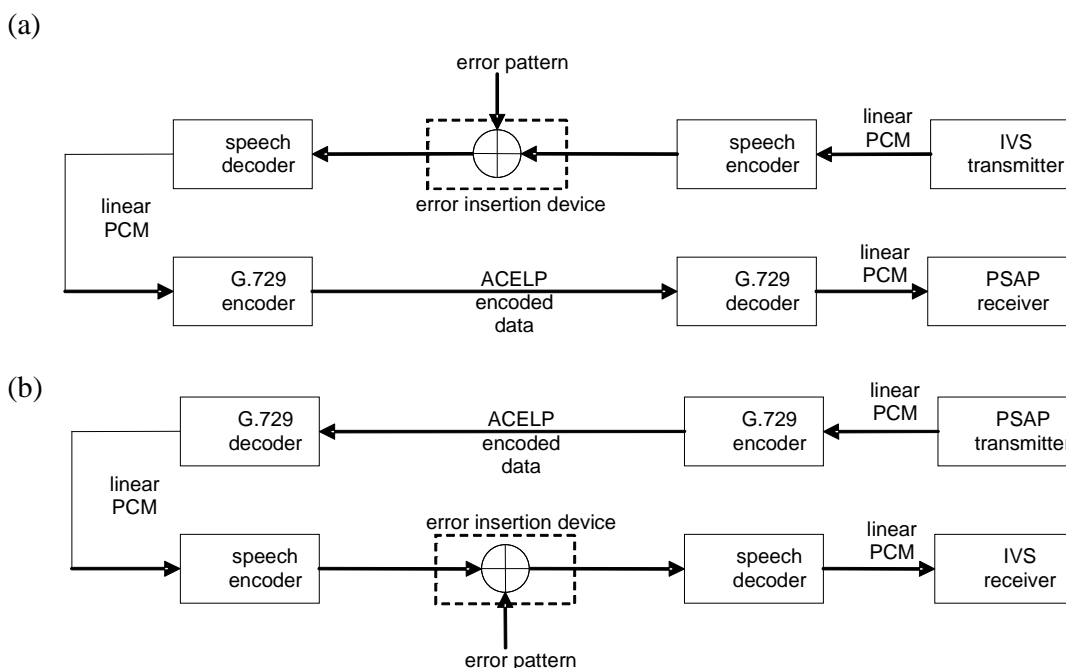 (a)
error pattern
speech
decoder
speech
encoder
linear
PCM
IVS
transmitter
error insertion device
linear
PCM
G.729
encoder
ACELP
encoded
data
G.729
decoder
linear
PCM
PSAP
receiver
(b)
G.729
decoder
ACELP
encoded
data
G.729
encoder
linear
PCM
PSAP
transmitter
linear
PCM
error insertion device
speech
encoder
speech
decoder
linear
PCM
IVS
receiver
error pattern